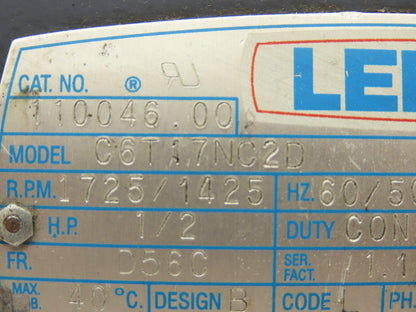 LEE
CAT. NO. ®
110046.00
MODEL C6T17NC2D
R.P.M. 1725/1425 HZ. 60/50
H.P. 1/2 DUTY CON
FR. D56C SER. FACT. 1.1
MAX. 40 °C. DESIGN B CODE PH.